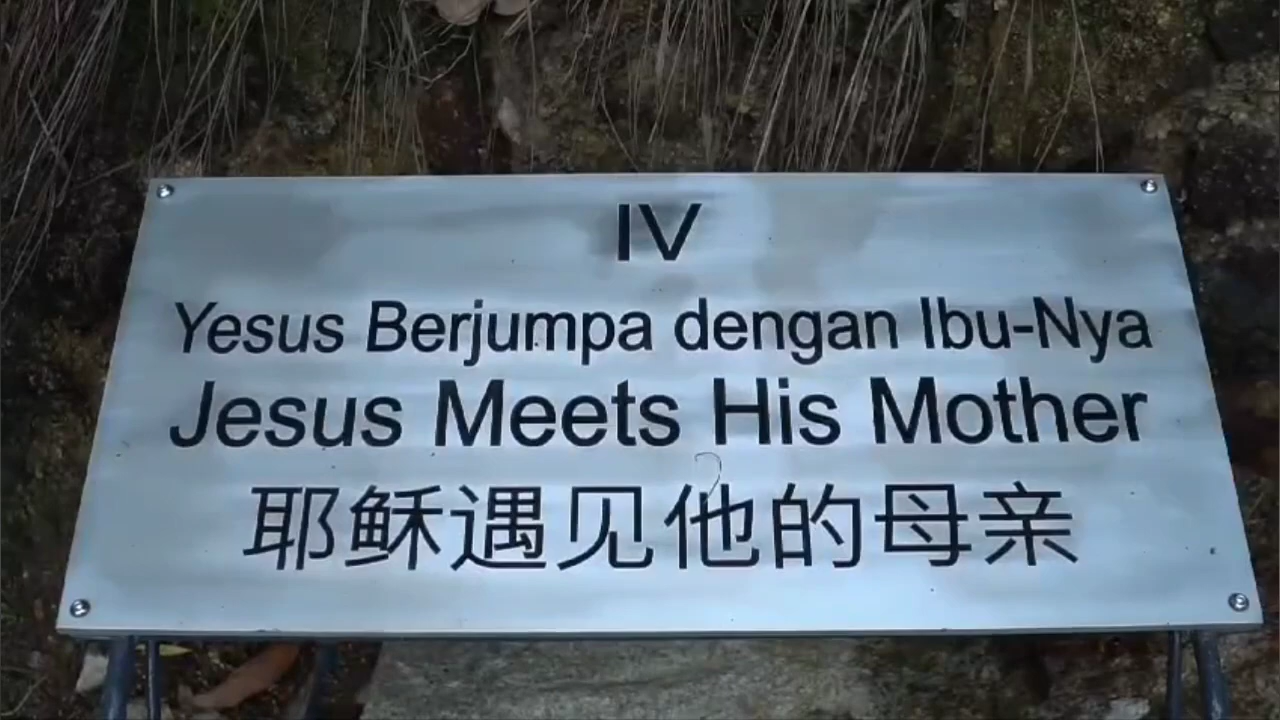 IV
Yesus Berjumpa dengan Ibu-Nya
Jesus Meets His Mother
耶稣遇见他的母亲